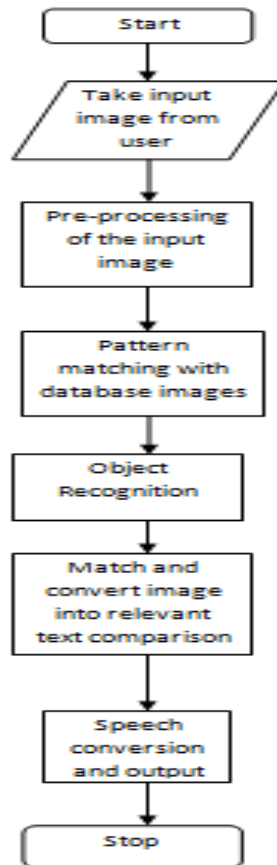 Start
Take input
image from
user
Pre-processing
of the input
image
Pattern
matching with
database images
Object
Recognition
Match and
convert image
into relevant
text comparison
Speech
conversion
and output
Stop